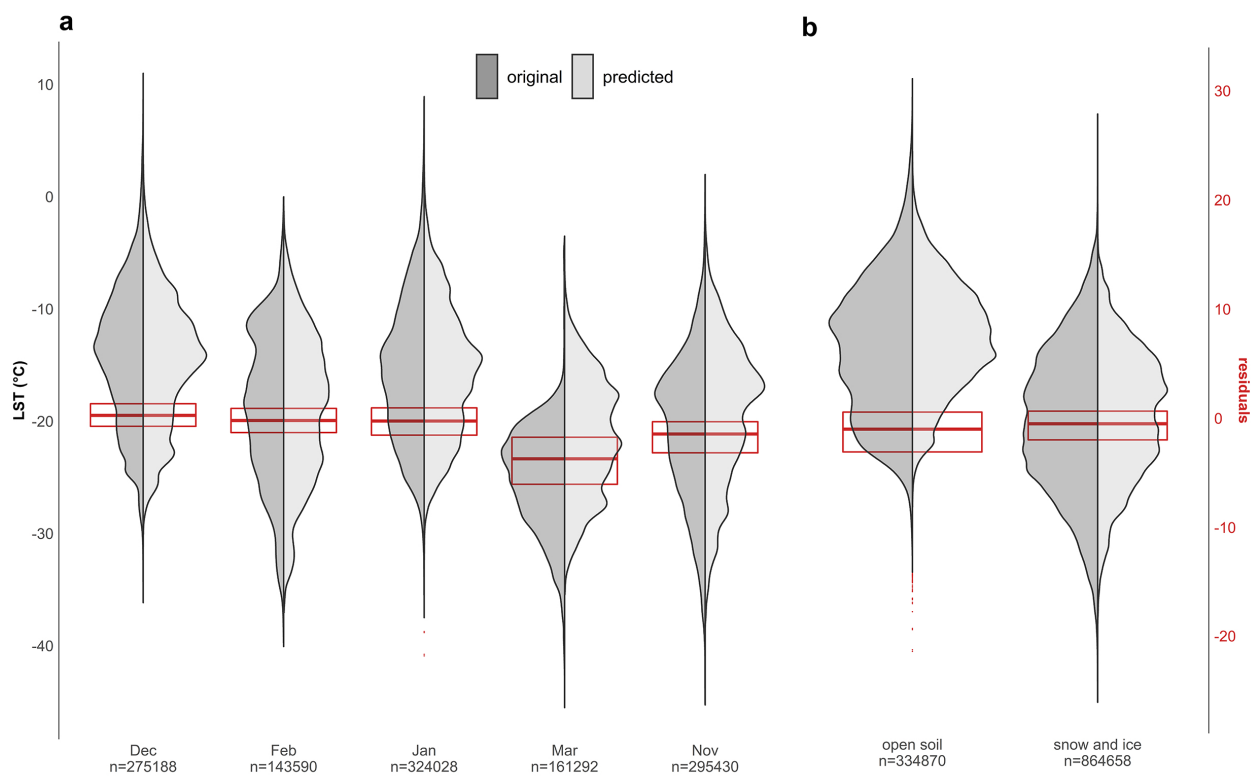 a
b
original
predicted
10
0
-10
-20
-30
-40
LST (°C)
30
20
10
0
-10
-20
residuals
Dec
n=275188
Feb
n=143590
Jan
n=324028
Mar
n=161292
Nov
n=295430
open soil
n=334870
snow and ice
n=864658